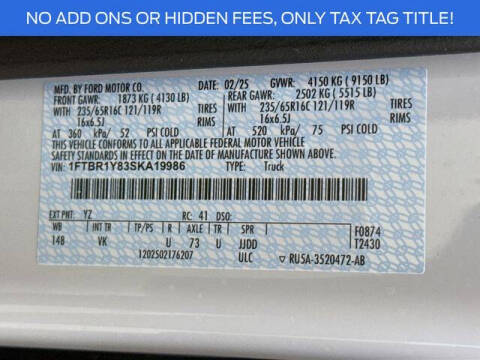 NO ADD ONS OR HIDDEN FEES, ONLY TAX TAG TITLE!
MFD. BY FORD MOTOR CO. 02/25 GVWR: 4150 KG ( 9150 LB)
FRONT GAWR: 1873 KG ( 4130 LB) REAR GAWR: 2502 KG ( 5515 LB)
WITH 235/65R16C 121/119R TIRES WITH 235/65R16C 121/119R TIRES
16x6.5J RIMS 16x6.5J RIMS
AT 360 kPa/ 52 PSI COLD AT 520 kPa/ 75 PSI COLD
THIS VEHICLE CONFORMS TO ALL APPLICABLE FEDERAL MOTOR VEHICLE
SAFETY STANDARDS IN EFFECT ON THE DATE OF MANUFACTURE SHOWN ABOVE.
VIN: 1FTBR1Y83SKA19986 TYPE: Truck
EXT PNT: YZ RC: 41 DSO:
WB INT TR TP/PS R AXLE TR SPR F0874
148 VK U 73 U JJDD T2430
1202502176207 ULC RU5A-3520472-AB